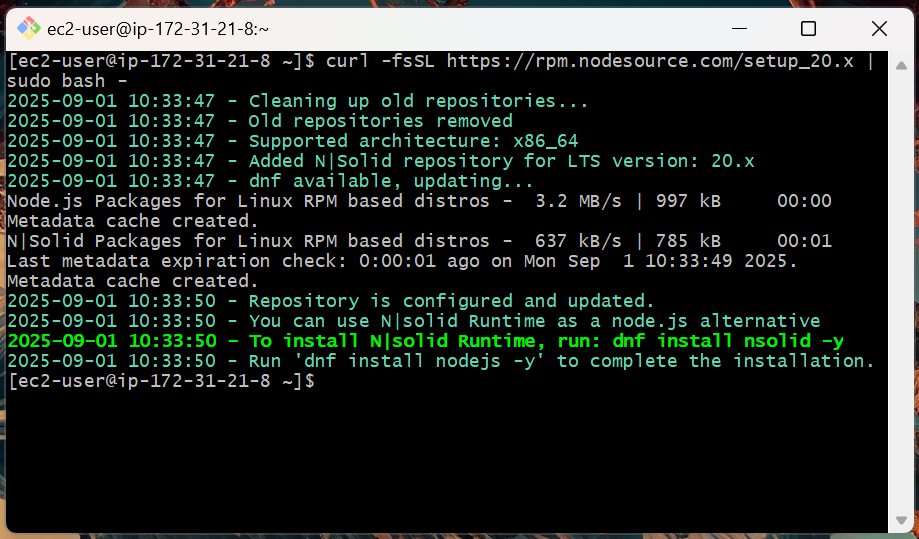 ec2-user@ip-172-31-21-8:~
[ec2-user@ip-172-31-21-8 ~]$ curl -fsSL https://rpm.nodesource.com/setup_20.x |
sudo bash -
2025-09-01 10:33:47 - Cleaning up old repositories...
2025-09-01 10:33:47 - Old repositories removed
2025-09-01 10:33:47 - Supported architecture: x86_64
2025-09-01 10:33:47 - Added N|Solid repository for LTS version: 20.x
2025-09-01 10:33:47 - dnf available, updating...
Node.js Packages for Linux RPM based distros -  3.2 MB/s | 997 kB     00:00
Metadata cache created.
N|Solid Packages for Linux RPM based distros -  637 kB/s | 785 kB     00:01
Last metadata expiration check: 0:00:01 ago on Mon Sep  1 10:33:49 2025.
Metadata cache created.
2025-09-01 10:33:50 - Repository is configured and updated.
2025-09-01 10:33:50 - You can use N|solid Runtime as a node.js alternative
2025-09-01 10:33:50 - To install N|solid Runtime, run: dnf install nsolid -y
2025-09-01 10:33:50 - Run 'dnf install nodejs -y' to complete the installation.
[ec2-user@ip-172-31-21-8 ~]$